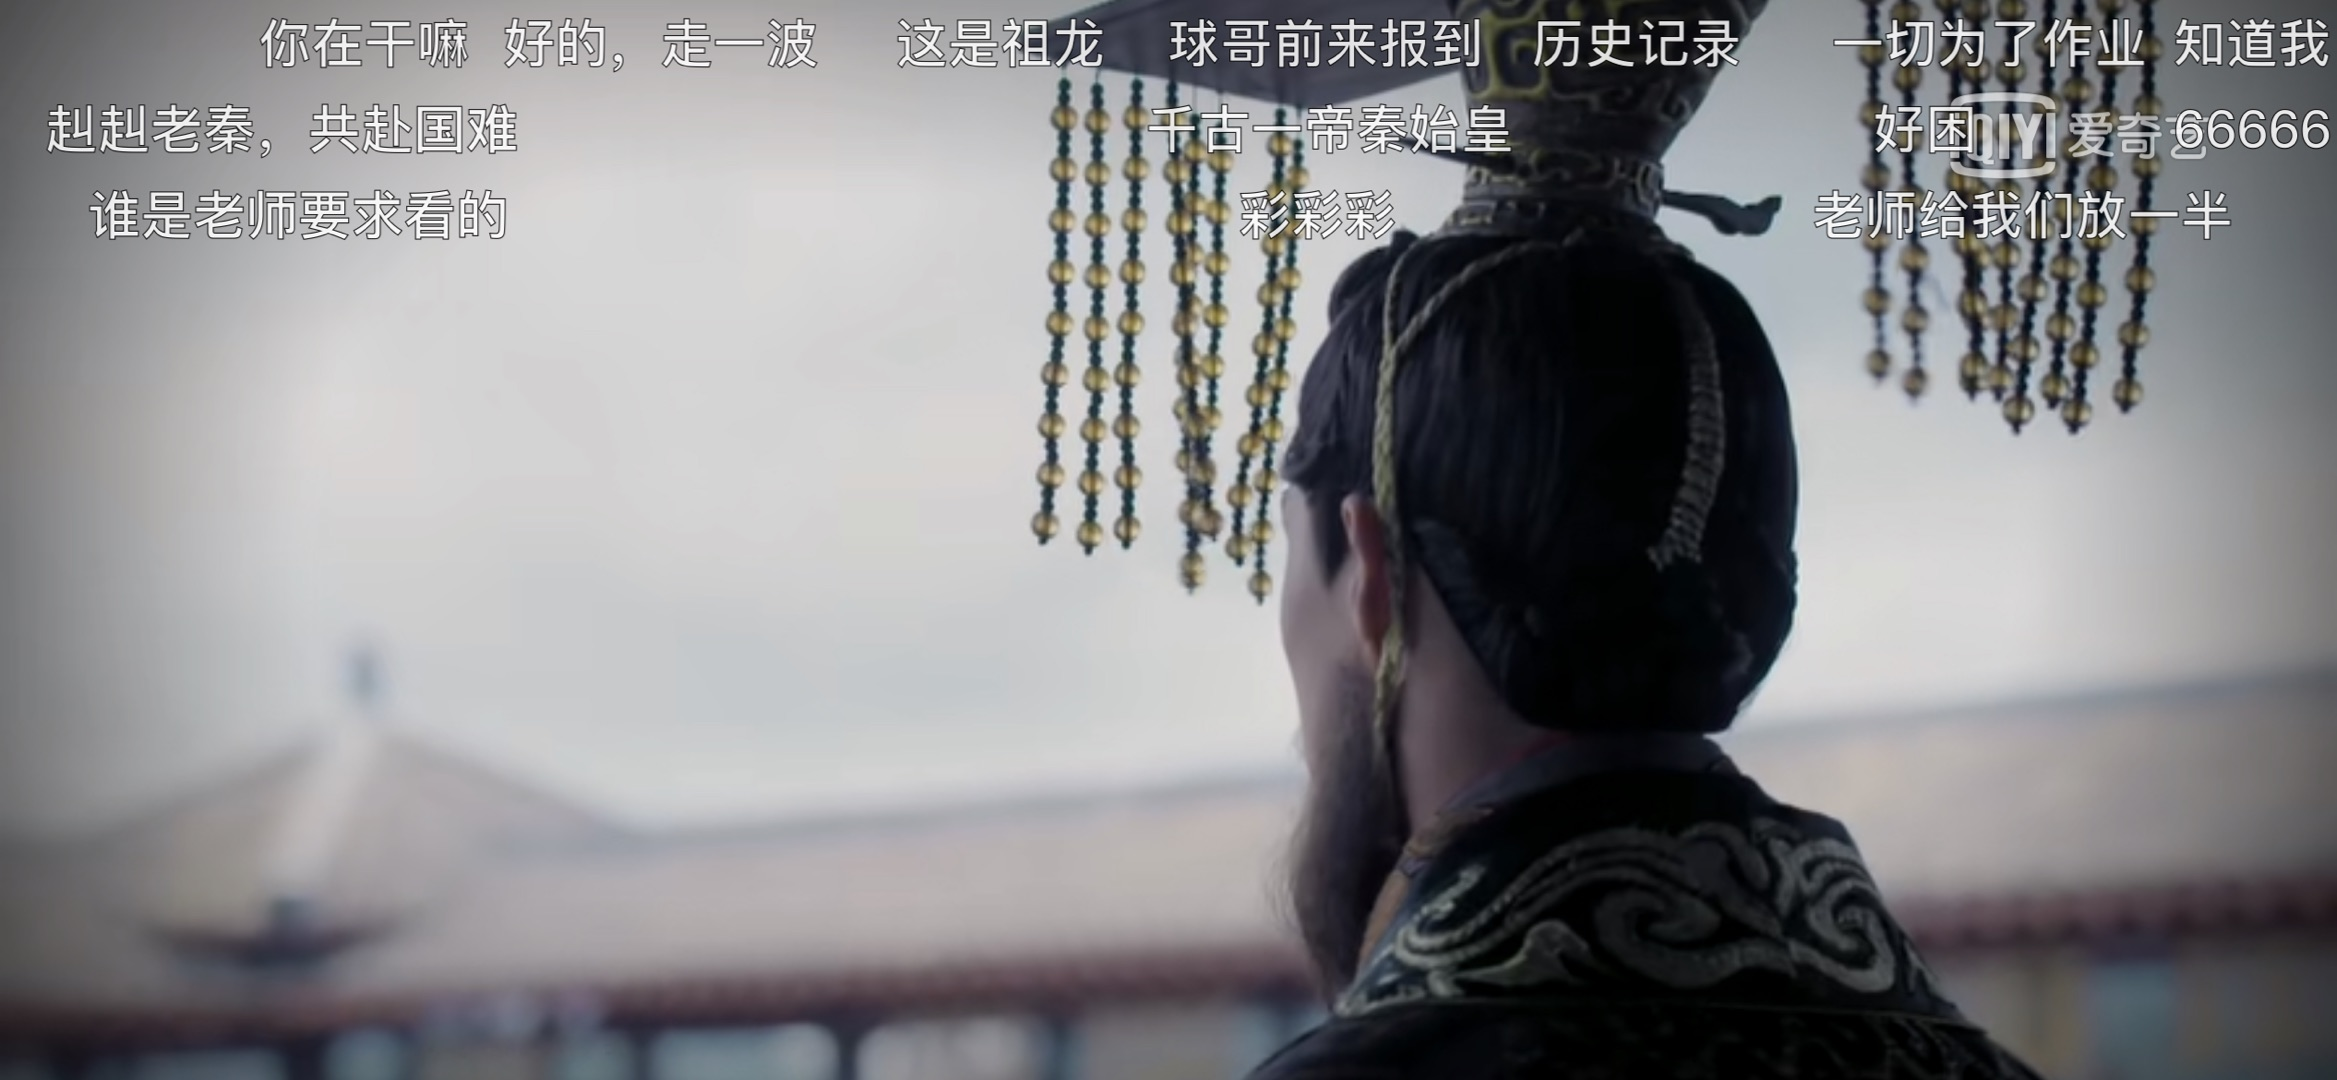 你在干嘛 好的，走一波 这是祖龙 球哥前来报到 历史记录 一切为了作业 知道我
赳赳老秦，共赴国难 千古一帝秦始皇 好困 66666
QIY 爱奇艺
谁是老师要求看的 彩彩彩 老师给我们放一半